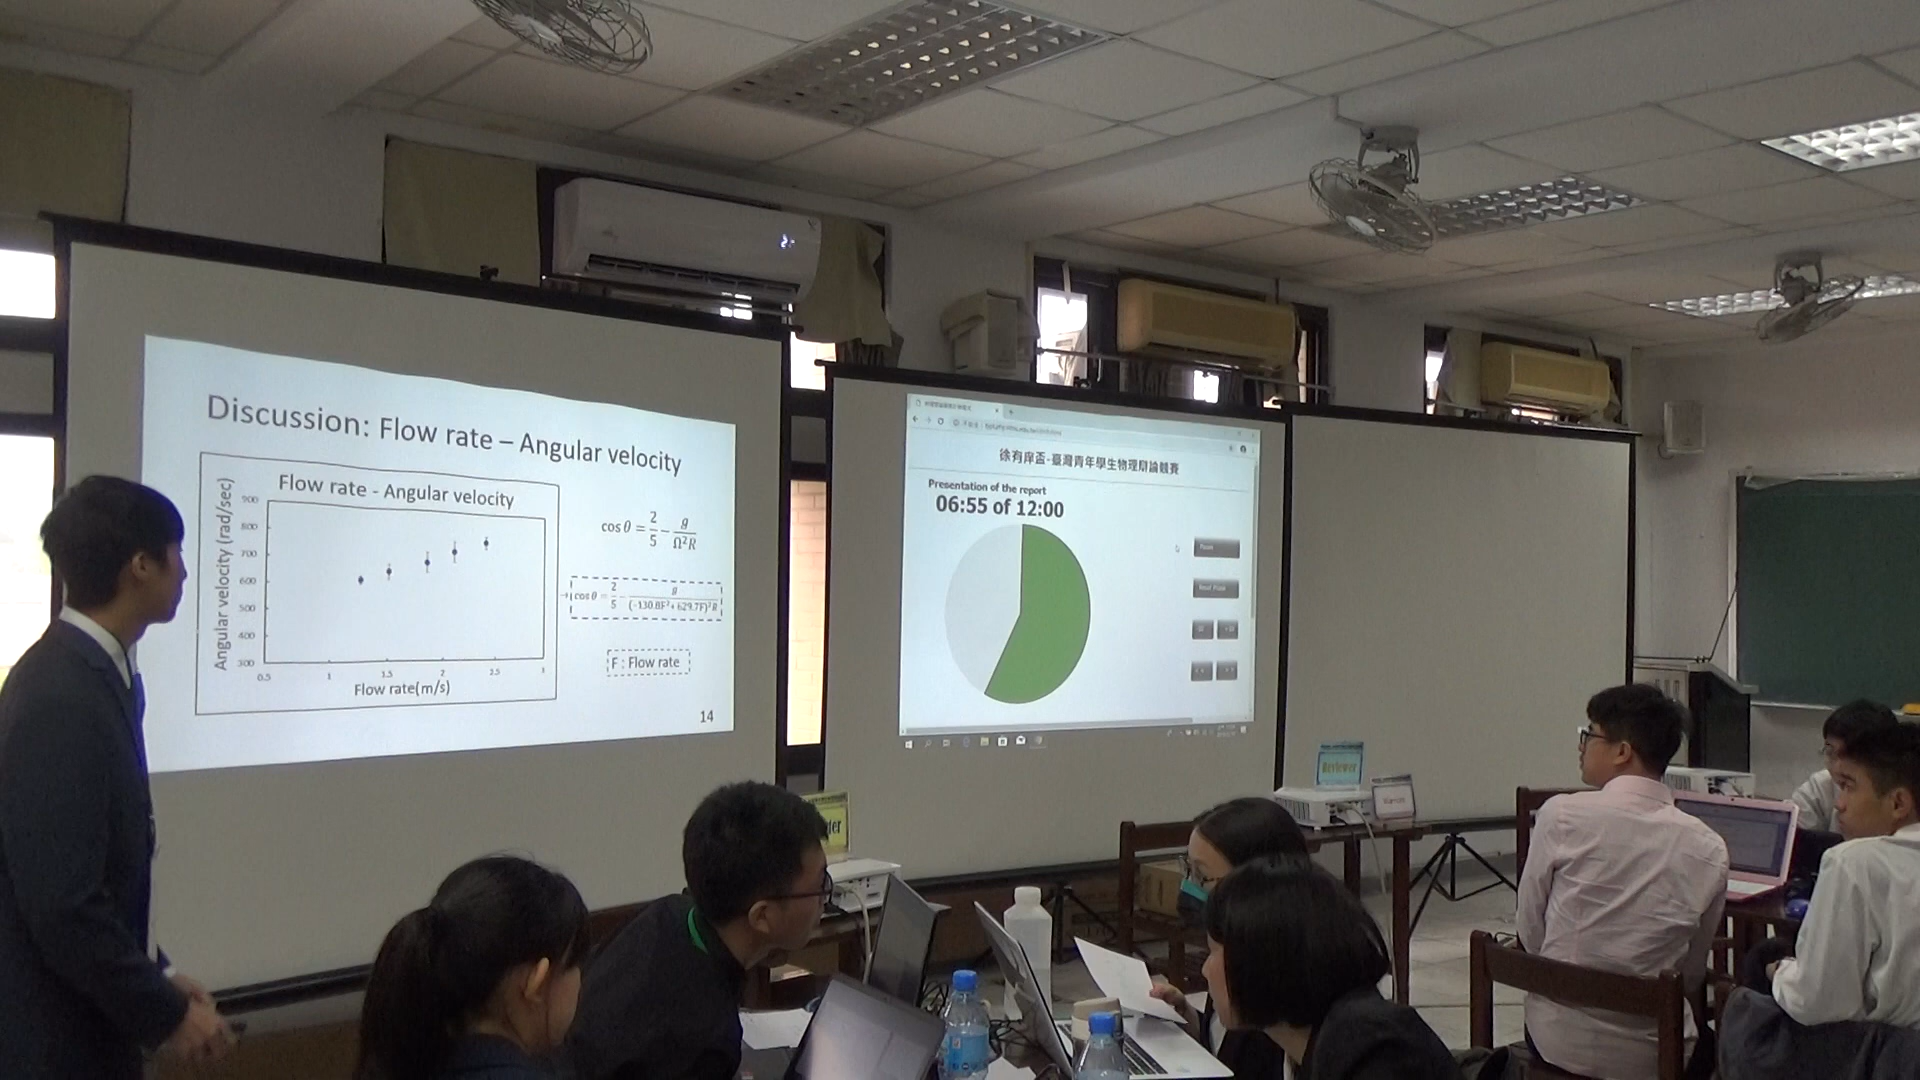 Discussion: Flow rate – Angular velocity
Flow rate - Angular velocity
Angular velocity (rad/sec)
900
800
700
600
500
400
300
0.5
1
1.5
2
2.5
3
Flow rate(m/s)
cos θ = 2/5 − g/Ω²R
→ cos θ = 2/5 − g/(-130.8F²+629.7F)²R
F : Flow rate
14
徐有庠盃-臺灣青年學生物理辯論競賽
Presentation of the report
06:55 of 12:00
Reviewer